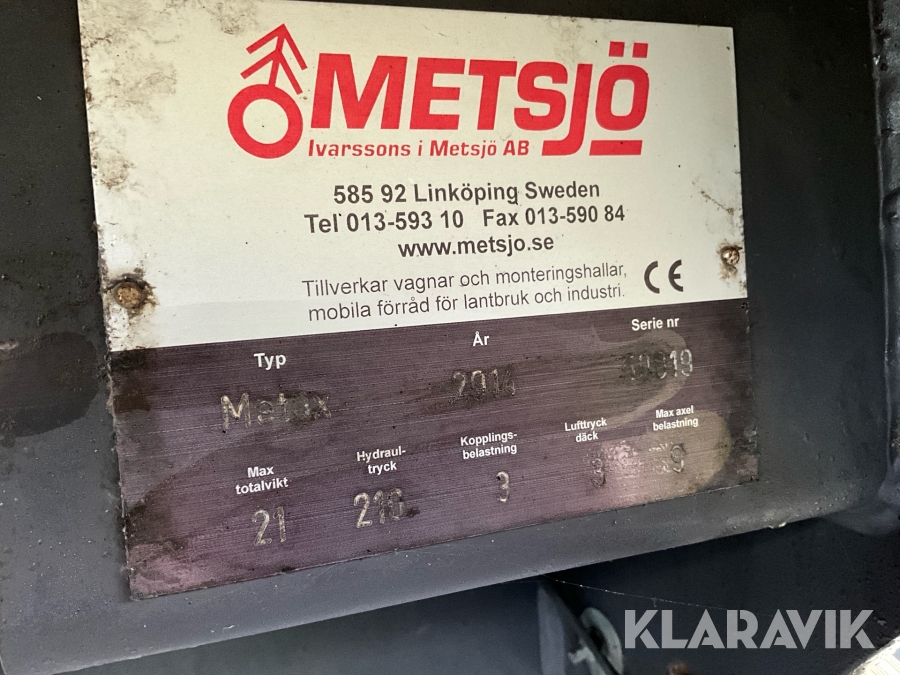 METSJÖ
Ivarssons i Metsjö AB
585 92 Linköping Sweden
Tel 013-593 10 Fax 013-590 84
www.metsjo.se
Tillverkar vagnar och monteringshallar,
mobila förråd för lantbruk och industri.
CE
Typ År Serie nr
Metex 2014
Max totalvikt
Hydraul-
tryck
Kopplings-
belastning
Lufttryck
däck
Max axel
belastning
21 210 3
KLARAVIK